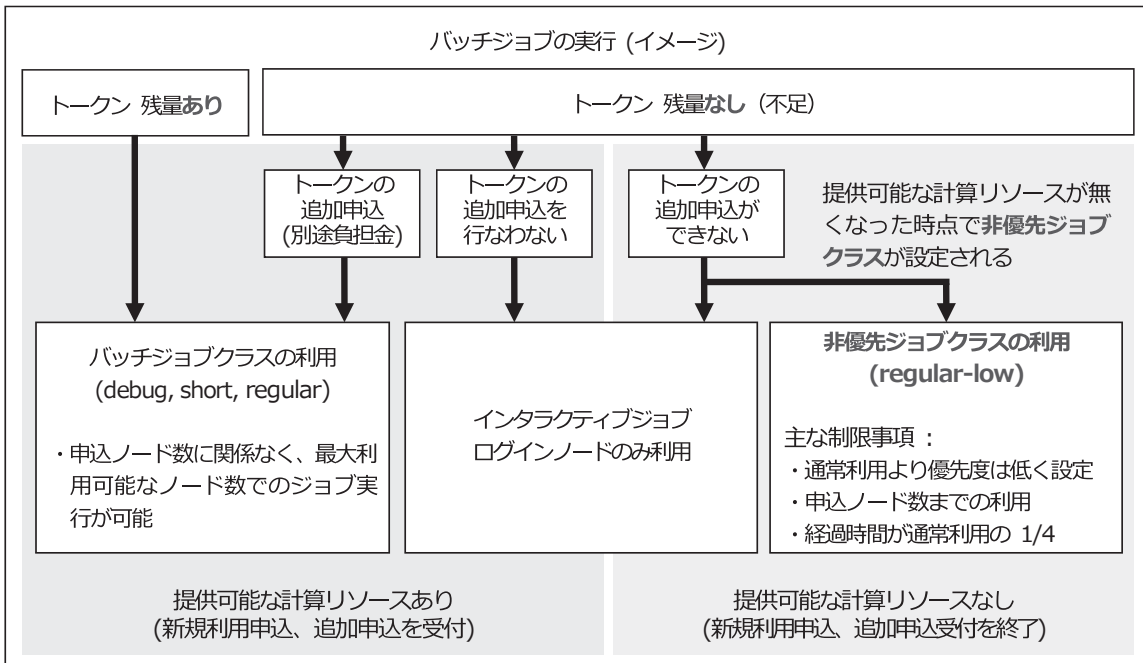 バッチジョブの実行 (イメージ)
トークン 残量あり
トークン 残量なし (不足)
トークンの
追加申込
(別途負担金)
トークンの
追加申込を
行なわない
トークンの
追加申込が
できない
提供可能な計算リソースが無
くなった時点で非優先ジョブ
クラスが設定される
バッチジョブクラスの利用
(debug, short, regular)
・申込ノード数に関係なく、最大利
用可能なノード数でのジョブ実
行が可能
インタラクティブジョブ
ログインノードのみ利用
非優先ジョブクラスの利用
(regular-low)
主な制限事項 :
・通常利用より優先度は低く設定
・申込ノード数までの利用
・経過時間が通常利用の 1/4
提供可能な計算リソースあり
(新規利用申込、追加申込を受付)
提供可能な計算リソースなし
(新規利用申込、追加申込受付を終了)